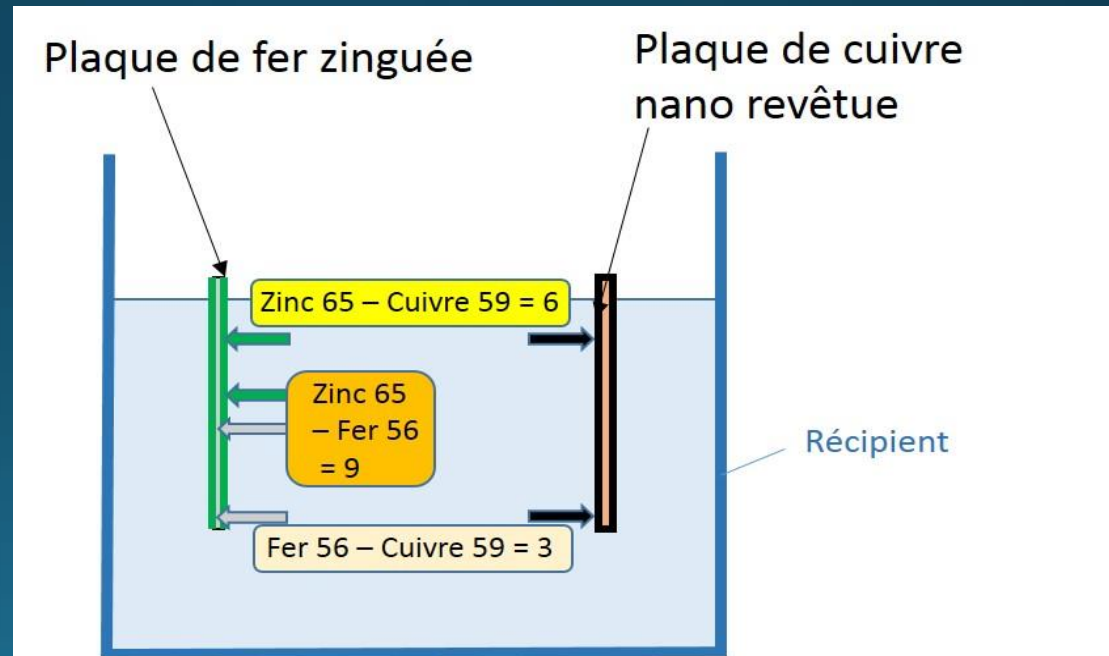 Plaque de fer zinguée
Plaque de cuivre
nano revêtue
Zinc 65 – Cuivre 59 = 6
Zinc 65
– Fer 56
= 9
Récipient
Fer 56 – Cuivre 59 = 3